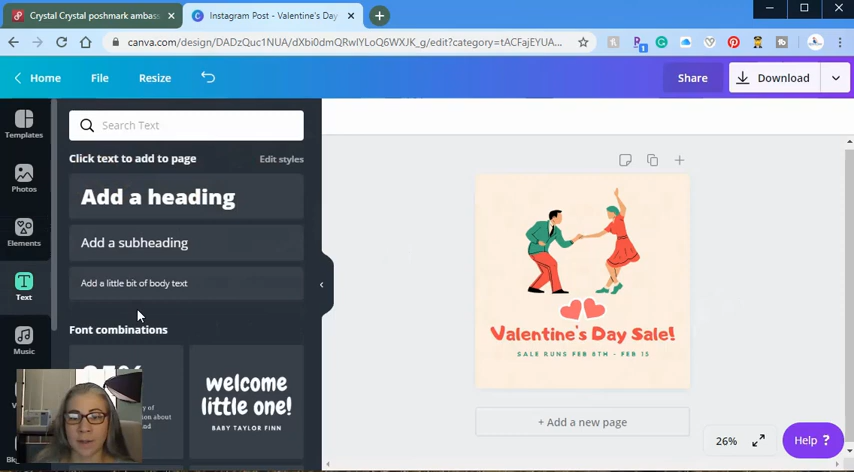 Crystal Crystal poshmark ambass
Instagram Post - Valentine's Day
canva.com/design/DADzQuc1NUA/dXbi0dmQRwlYLoQ6WXJK_g/edit?category=tACFajEYUA...
Home
File
Resize
Share
Download
Templates
Photos
Elements
Text
Music
Search Text
Click text to add to page
Edit styles
Add a heading
Add a subheading
Add a little bit of body text
Font combinations
welcome
little one!
BABY TAYLOR FINN
Valentine's Day Sale!
SALE RUNS FEB 8TH - FEB 15
+ Add a new page
26%
Help ?